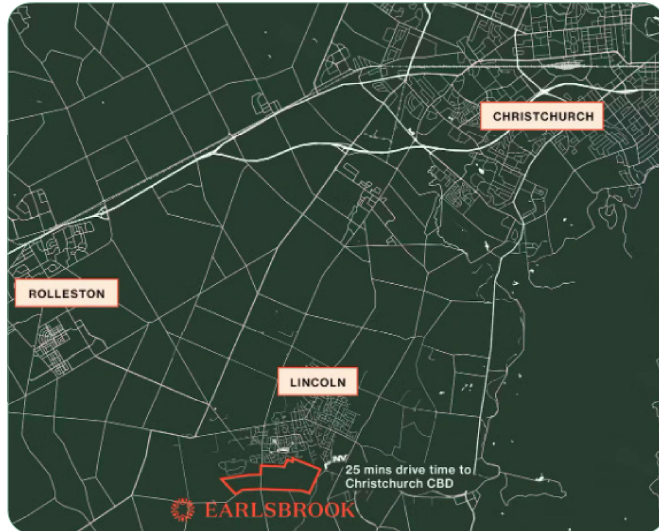 CHRISTCHURCH
ROLLESTON
LINCOLN
25 mins drive time to
Christchurch CBD
EARLSBROOK